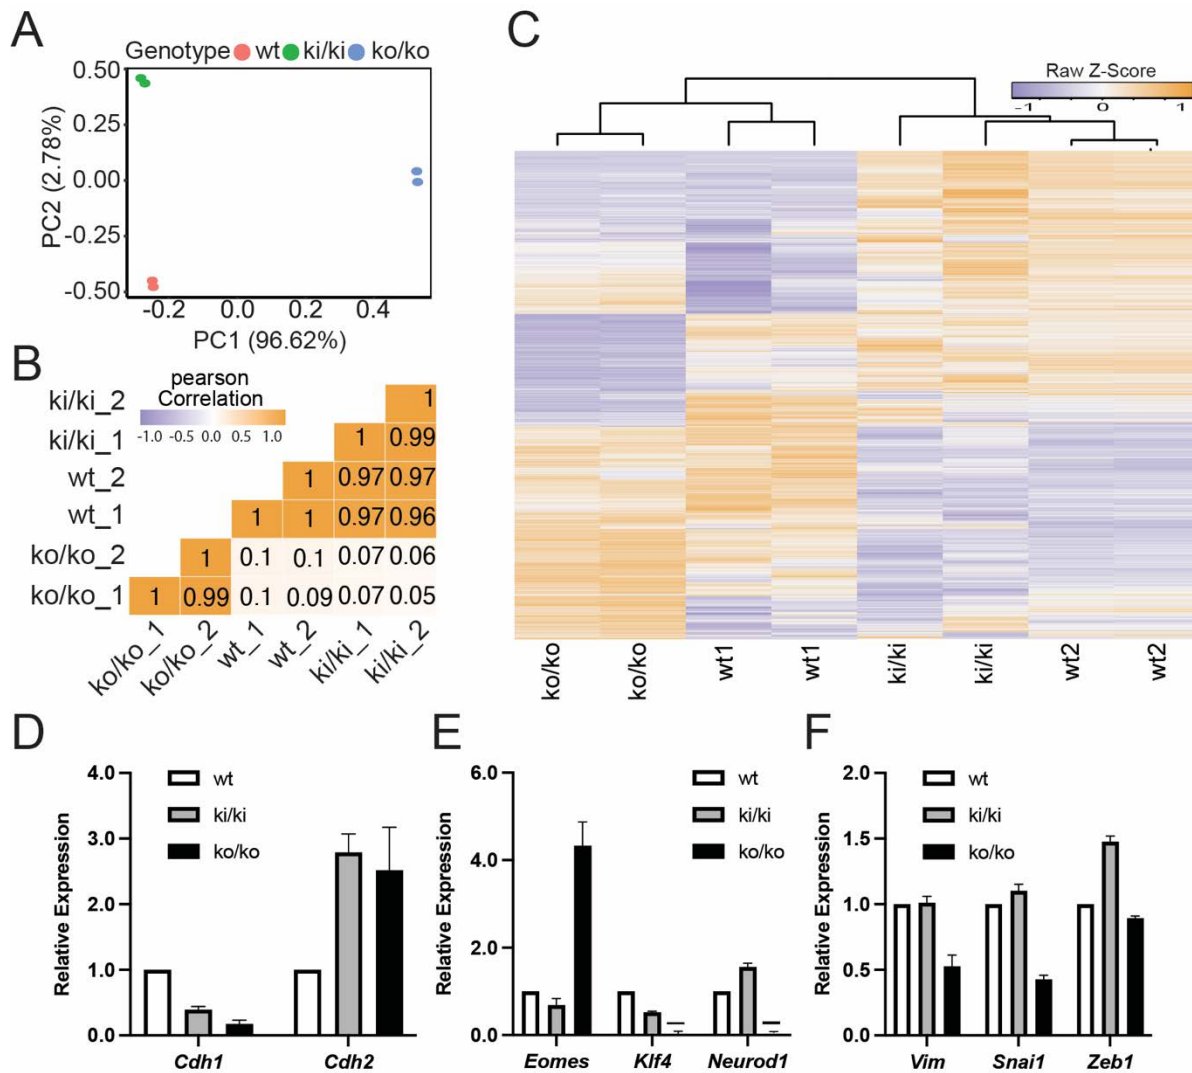 A
Genotype wt ki/ki ko/ko
PC2 (2.78%)
0.50
0.25
0.00
-0.25
-0.50
-0.2 0.0 0.2 0.4
PC1 (96.62%)
B
pearson
Correlation
-1.0 -0.5 0.0 0.5 1.0
ki/ki_2 1
ki/ki_1 1 0.99
wt_2 1 0.97 0.97
wt_1 1 1 0.97 0.96
ko/ko_2 1 0.1 0.1 0.07 0.06
ko/ko_1 1 0.99 0.1 0.09 0.07 0.05
ko/ko_1 ko/ko_2 wt_1 wt_2 ki/ki_1 ki/ki_2
C
Raw Z-Score
-1 0 1
ko/ko ko/ko wt1 wt1 ki/ki ki/ki wt2 wt2
D
Relative Expression
4.0
3.0
2.0
1.0
0.0
wt
ki/ki
ko/ko
Cdh1 Cdh2
E
Relative Expression
6.0
4.0
2.0
0.0
wt
ki/ki
ko/ko
Eomes Klf4 Neurod1
F
Relative Expression
2.0
1.5
1.0
0.5
0.0
wt
ki/ki
ko/ko
Vim Snai1 Zeb1